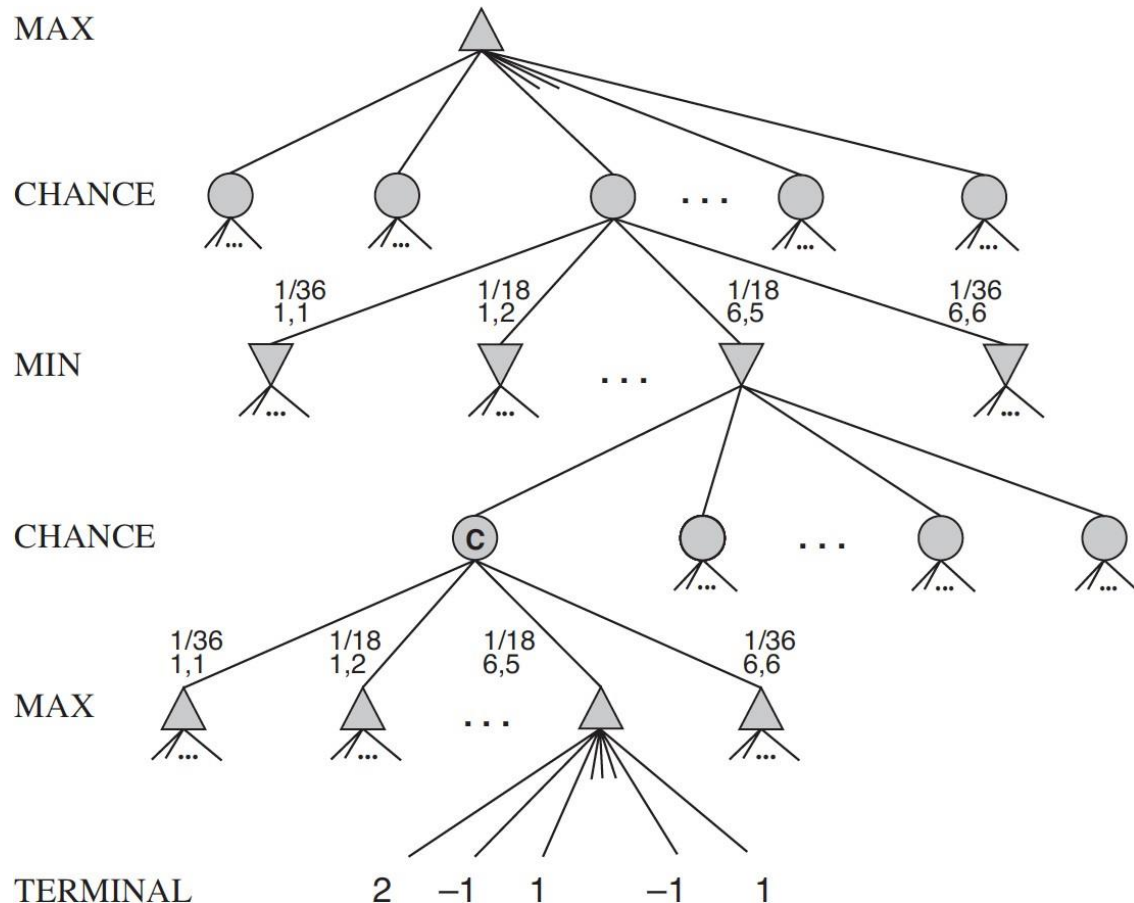 MAX
CHANCE
. . .
... ... ... ...
1/36 1/18 1/18 1/36
1,1 1,2 6,5 6,6
MIN
. . .
... ... ...
CHANCE
C
. . .
... ... ...
1/36 1/18 1/18 1/36
1,1 1,2 6,5 6,6
MAX
. . .
... ... ...
TERMINAL 2 –1 1 –1 1